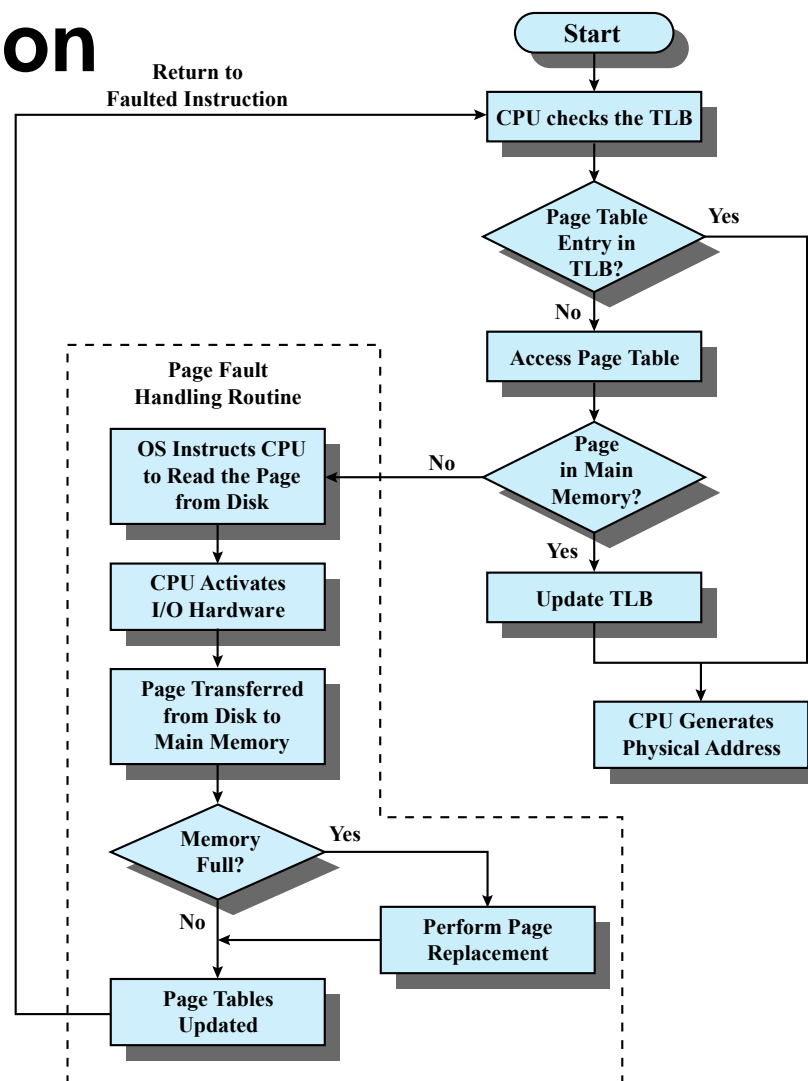 on
Start
Return to
Faulted Instruction
CPU checks the TLB
Page Table
Entry in
TLB?
Yes
No
Access Page Table
Page Fault
Handling Routine
OS Instructs CPU
to Read the Page
from Disk
No
Page
in Main
Memory?
Yes
CPU Activates
I/O Hardware
Update TLB
Page Transferred
from Disk to
Main Memory
CPU Generates
Physical Address
Memory
Full?
Yes
No
Perform Page
Replacement
Page Tables
Updated